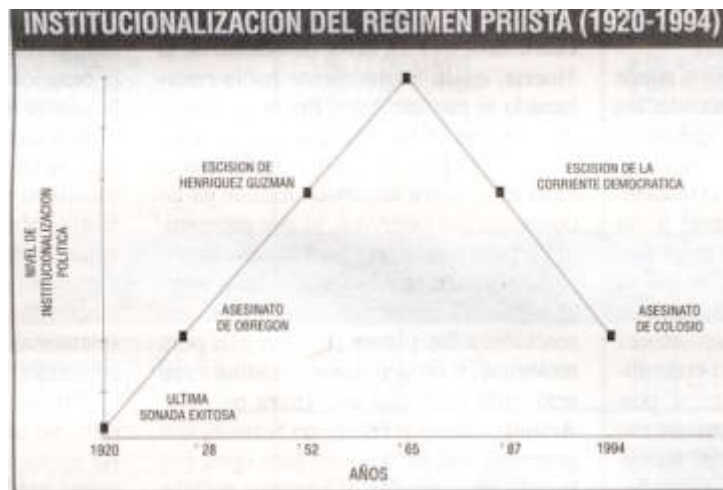 INSTITUCIONALIZACION DEL REGIMEN PRIISTA (1920-1994)
NIVEL DE
INSTITUCIONALIZACION
POLITICA
ESCISION DE
HENRIQUEZ GUZMAN
ESCISION DE LA
CORRIENTE DEMOCRATICA
ASESINATO
DE OBREGON
ASESINATO
DE COLOSIO
ULTIMA
SONADA EXITOSA
1920
' 28
' 52
' 65
' 87
1994
AÑOS